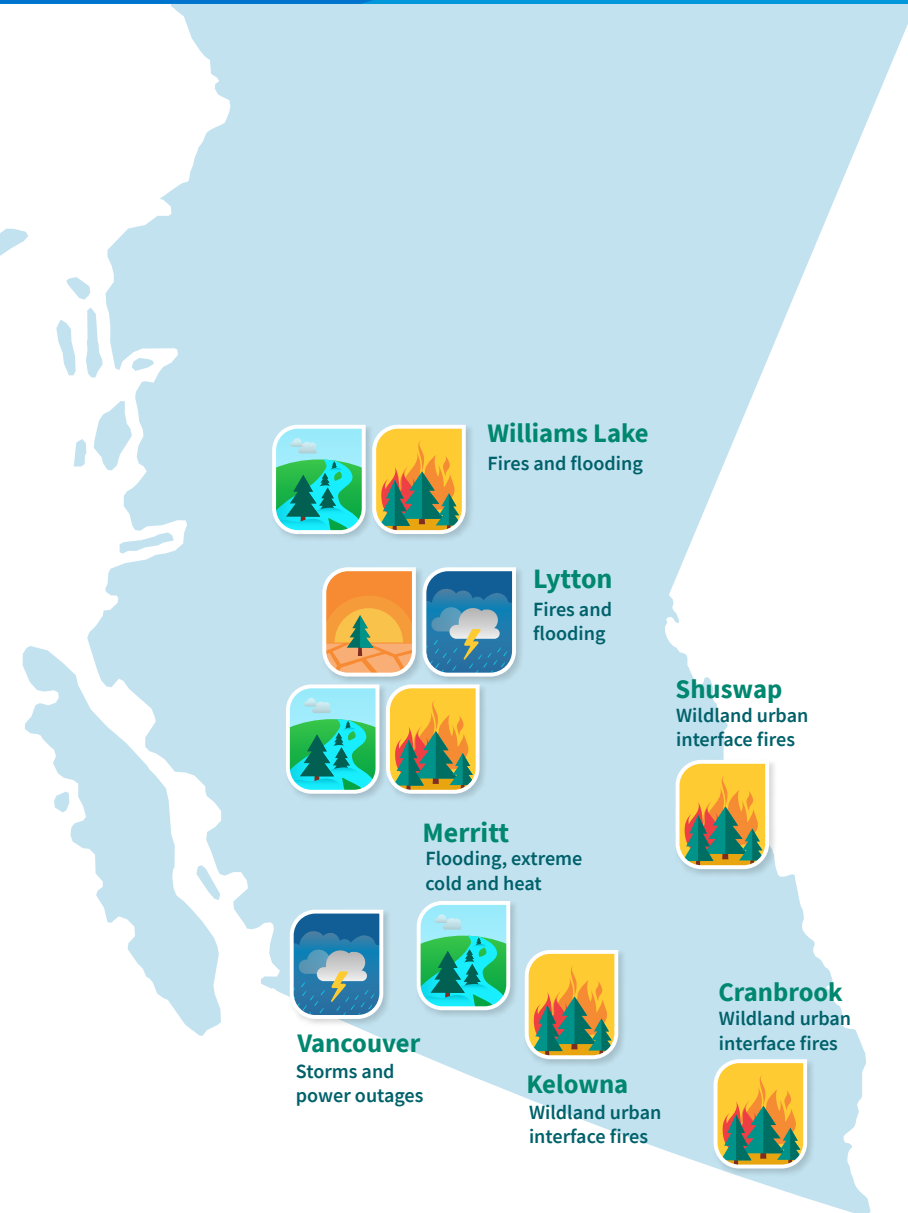 Williams Lake
Fires and flooding
Lytton
Fires and
flooding
Shuswap
Wildland urban
interface fires
Merritt
Flooding, extreme
cold and heat
Vancouver
Storms and
power outages
Kelowna
Wildland urban
interface fires
Cranbrook
Wildland urban
interface fires